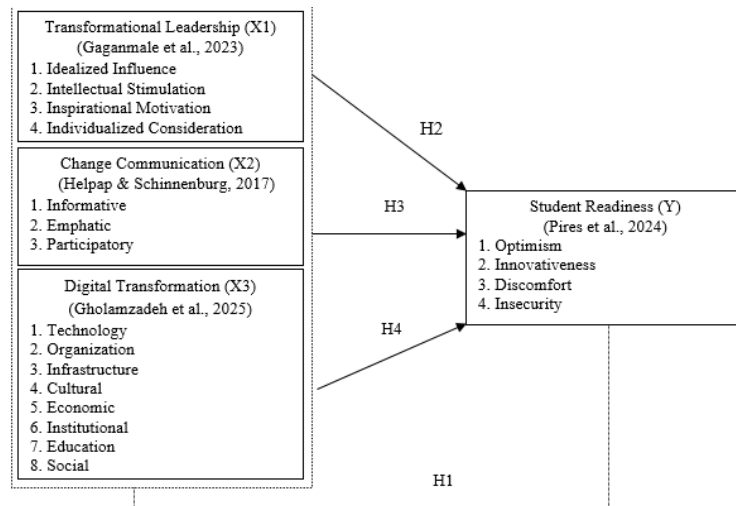 Transformational Leadership (X1)
(Gaganmale et al., 2023)
1. Idealized Influence
2. Intellectual Stimulation
3. Inspirational Motivation
4. Individualized Consideration
H2
Change Communication (X2)
(Helpap & Schinnenburg, 2017)
1. Informative
2. Emphatic
3. Participatory
H3
Student Readiness (Y)
(Pires et al., 2024)
1. Optimism
2. Innovativeness
3. Discomfort
4. Insecurity
Digital Transformation (X3)
(Gholamzadeh et al., 2025)
1. Technology
2. Organization
3. Infrastructure
4. Cultural
5. Economic
6. Institutional
7. Education
8. Social
H4
H1